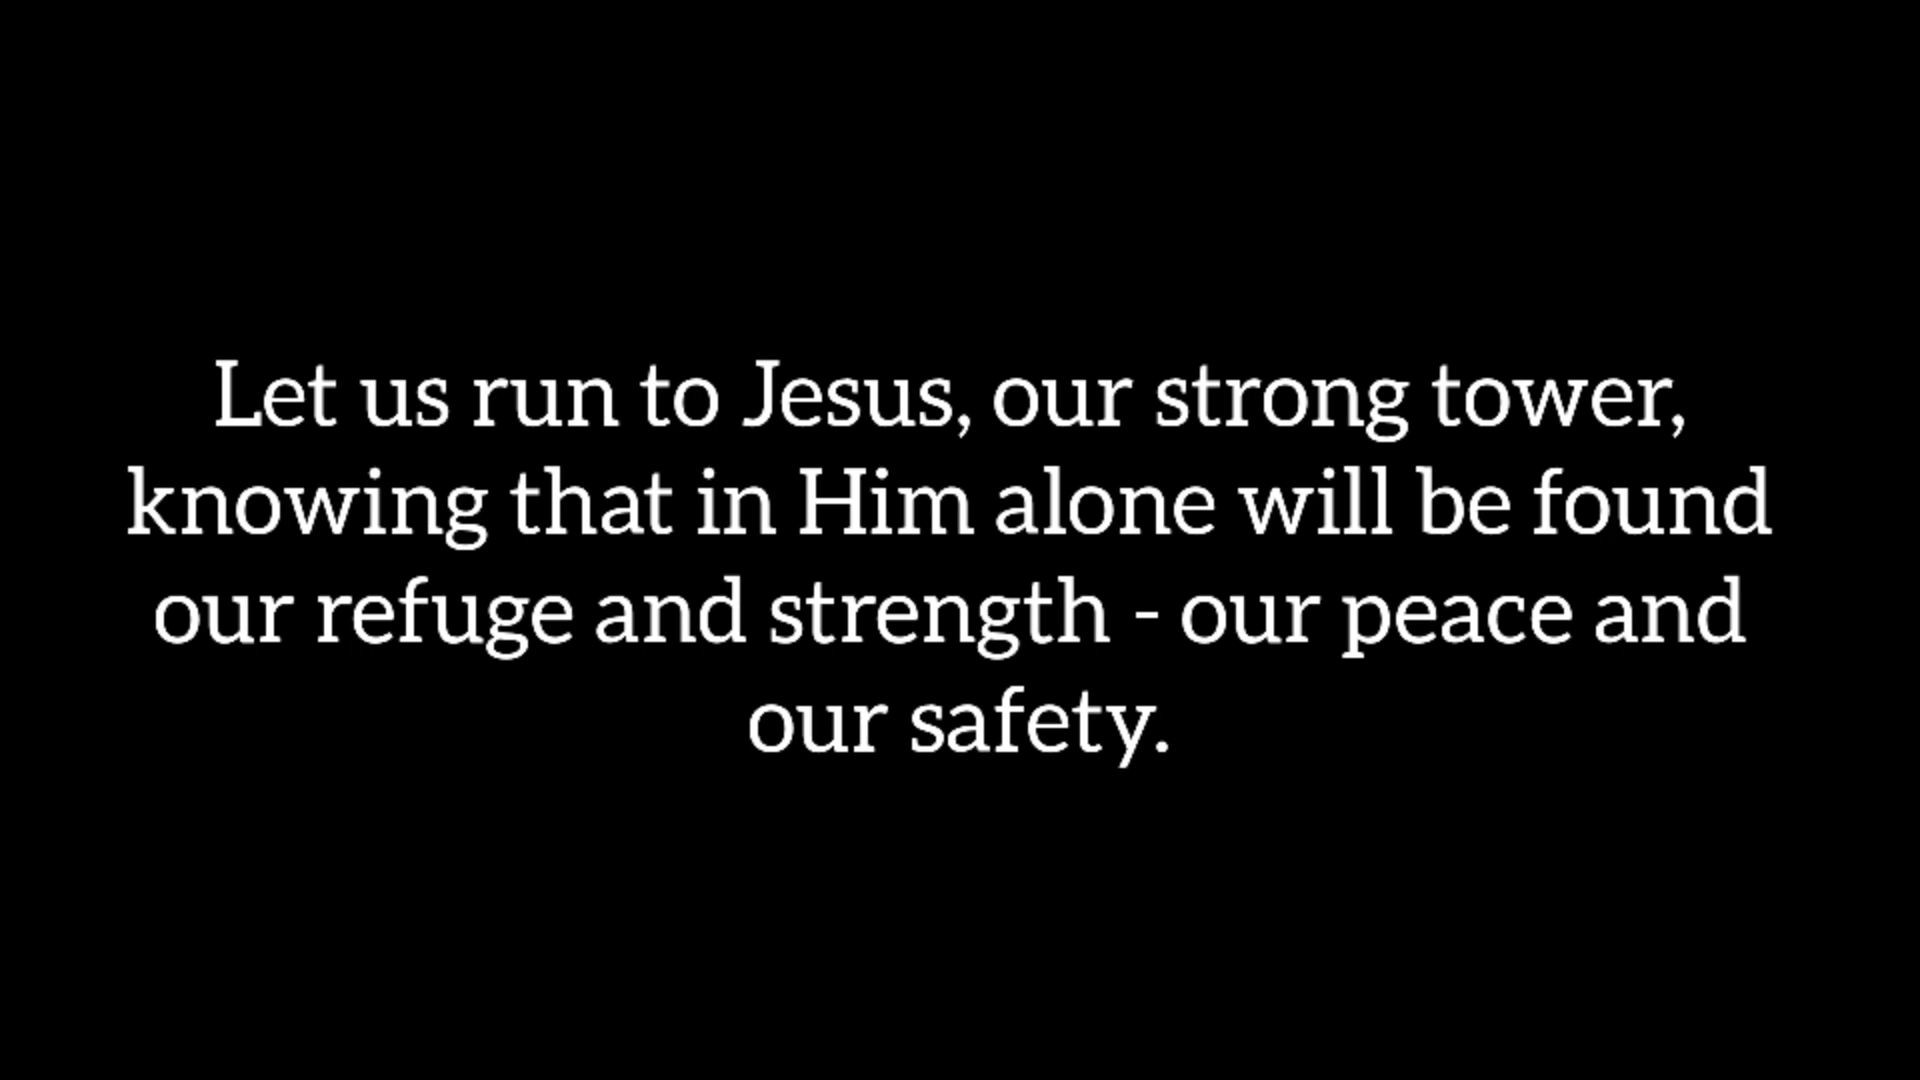 Let us run to Jesus, our strong tower,
knowing that in Him alone will be found
our refuge and strength - our peace and
our safety.